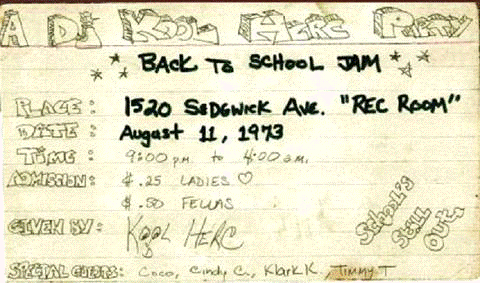 A DJ KOOL HERC PARTY
BACK TO SCHOOL JAM
PLACE: 1520 SEDGWICK AVE. "REC ROOM"
DATE: August 11, 1973
TIME: 9:00 p.m. to 4:00 a.m.
ADMISSION: $ .25 LADIES ♡
$ .50 FELLAS
GIVEN BY: KOOL HERC
SPECIAL GUESTS: Coco, Cindy C., Klark K., TIMMY T
SCHOOL'S
STILL
OUT.